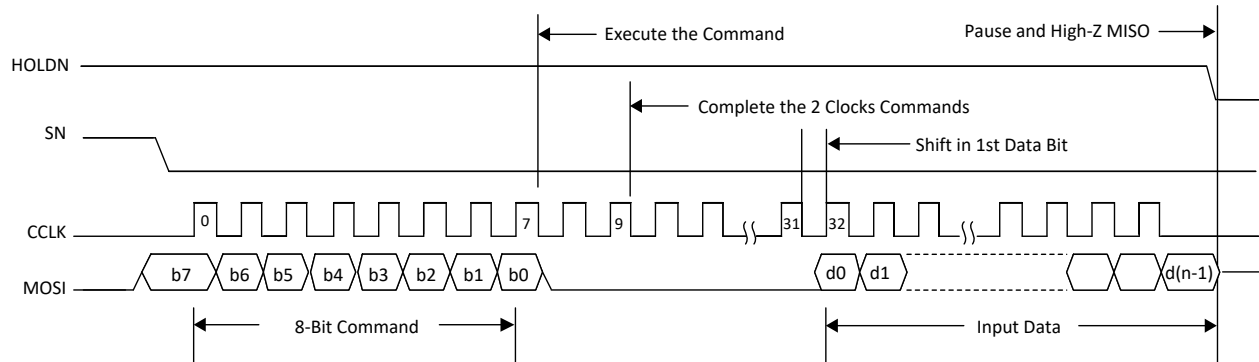 Execute the Command
Pause and High-Z MISO
HOLDN
Complete the 2 Clocks Commands
SN
Shift in 1st Data Bit
CCLK
0
7
9
31
32
MOSI
b7
b6
b5
b4
b3
b2
b1
b0
d0
d1
d(n-1)
8-Bit Command
Input Data